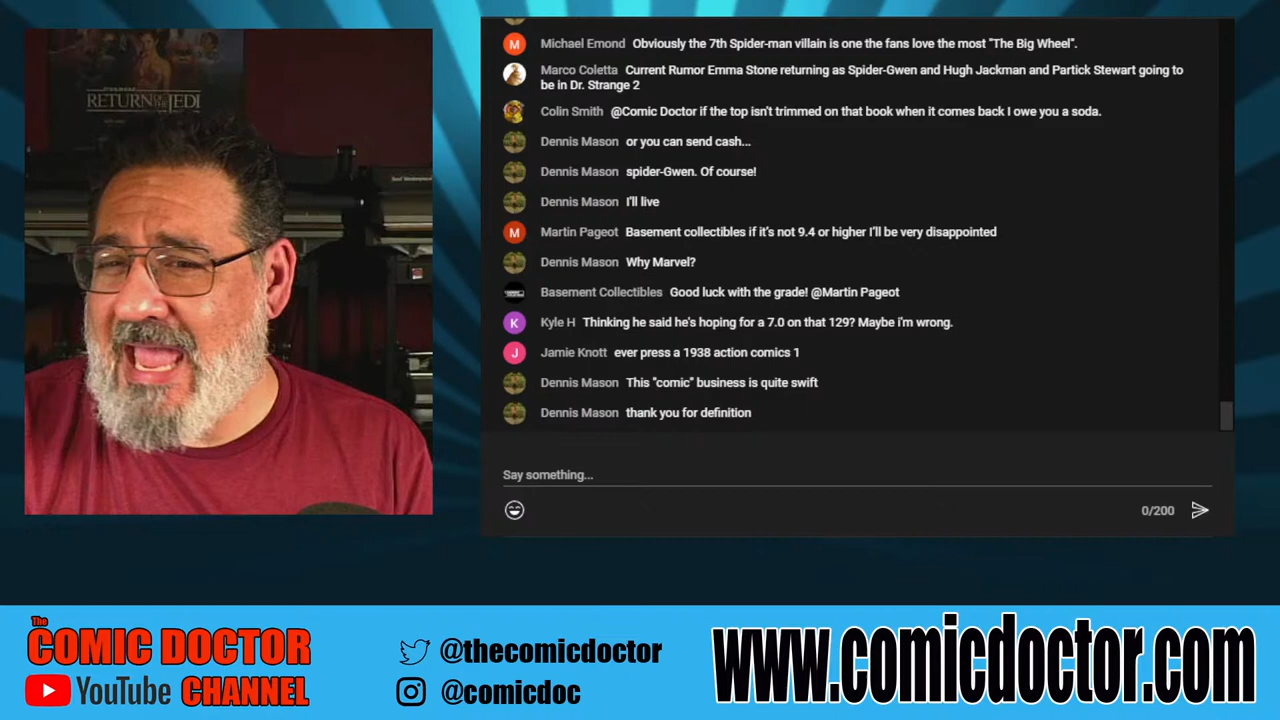 STAR WARS
RETURN OF THE JEDI
M Michael Emond Obviously the 7th Spider-man villain is one the fans love the most "The Big Wheel".
Marco Coletta Current Rumor Emma Stone returning as Spider-Gwen and Hugh Jackman and Partick Stewart going to
be in Dr. Strange 2
Colin Smith @Comic Doctor if the top isn't trimmed on that book when it comes back I owe you a soda.
Dennis Mason or you can send cash...
Dennis Mason spider-Gwen. Of course!
Dennis Mason I'll live
M Martin Pageot Basement collectibles if it's not 9.4 or higher I'll be very disappointed
Dennis Mason Why Marvel?
Basement Collectibles Good luck with the grade! @Martin Pageot
K Kyle H Thinking he said he's hoping for a 7.0 on that 129? Maybe i'm wrong.
J Jamie Knott ever press a 1938 action comics 1
Dennis Mason This "comic" business is quite swift
Dennis Mason thank you for definition
Say something...
0/200
The
COMIC DOCTOR
YouTube CHANNEL
@thecomicdoctor
@comicdoc
www.comicdoctor.com